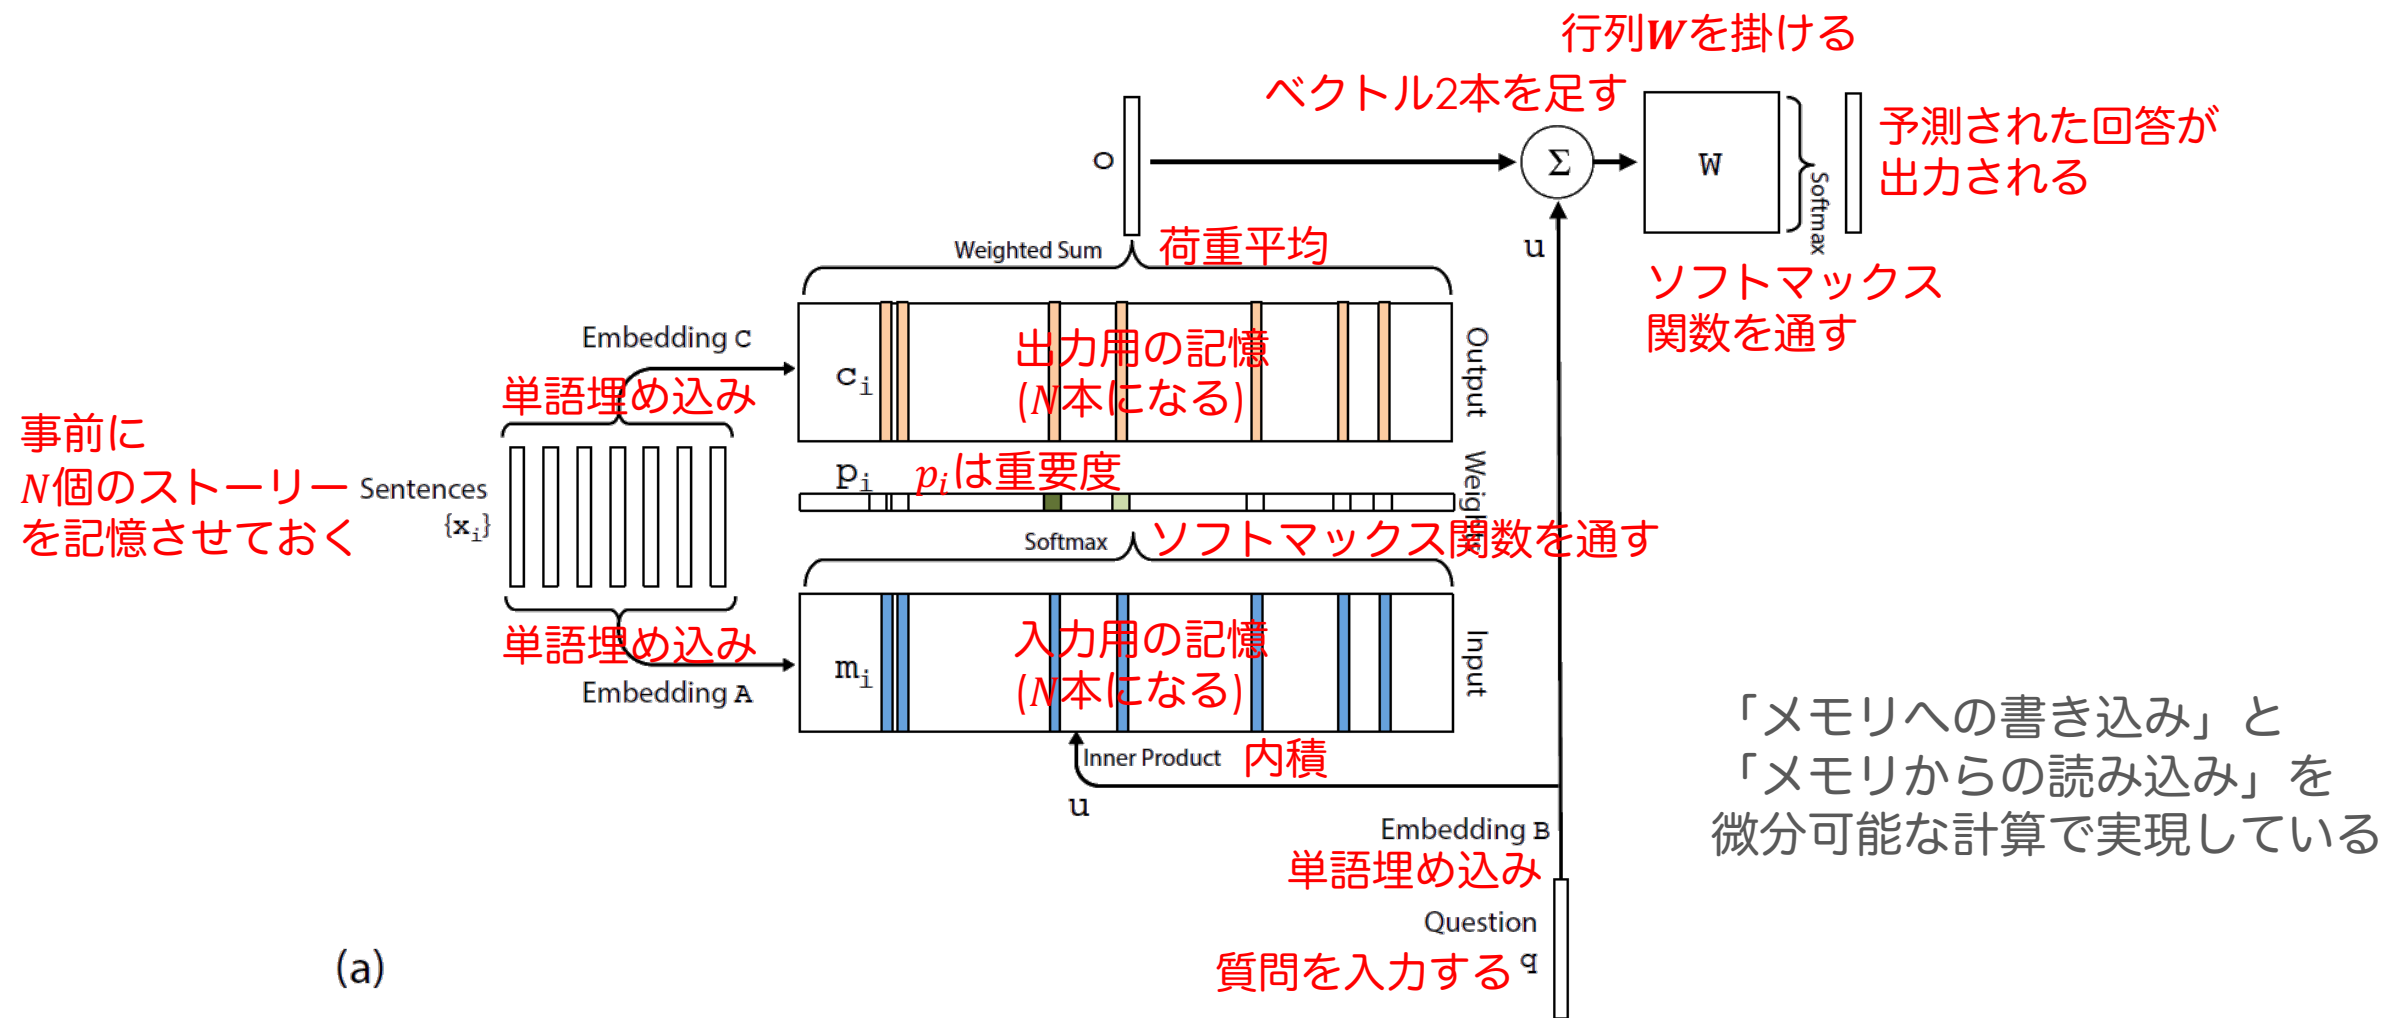 行列Wを掛ける
ベクトル2本を足す
予測された回答が
出力される
o
Σ
W
Softmax
u
Weighted Sum
荷重平均
ソフトマックス
関数を通す
Embedding C
単語埋め込み
出力用の記憶
(N本になる)
ci
Output
事前に
N個のストーリー
を記憶させておく
Sentences
{xi}
pi
piは重要度
Weights
Softmax
ソフトマックス関数を通す
単語埋め込み
Embedding A
入力用の記憶
(N本になる)
mi
Input
Inner Product
内積
u
「メモリへの書き込み」と
「メモリからの読み込み」を
微分可能な計算で実現している
Embedding B
単語埋め込み
Question
質問を入力する
q
(a)